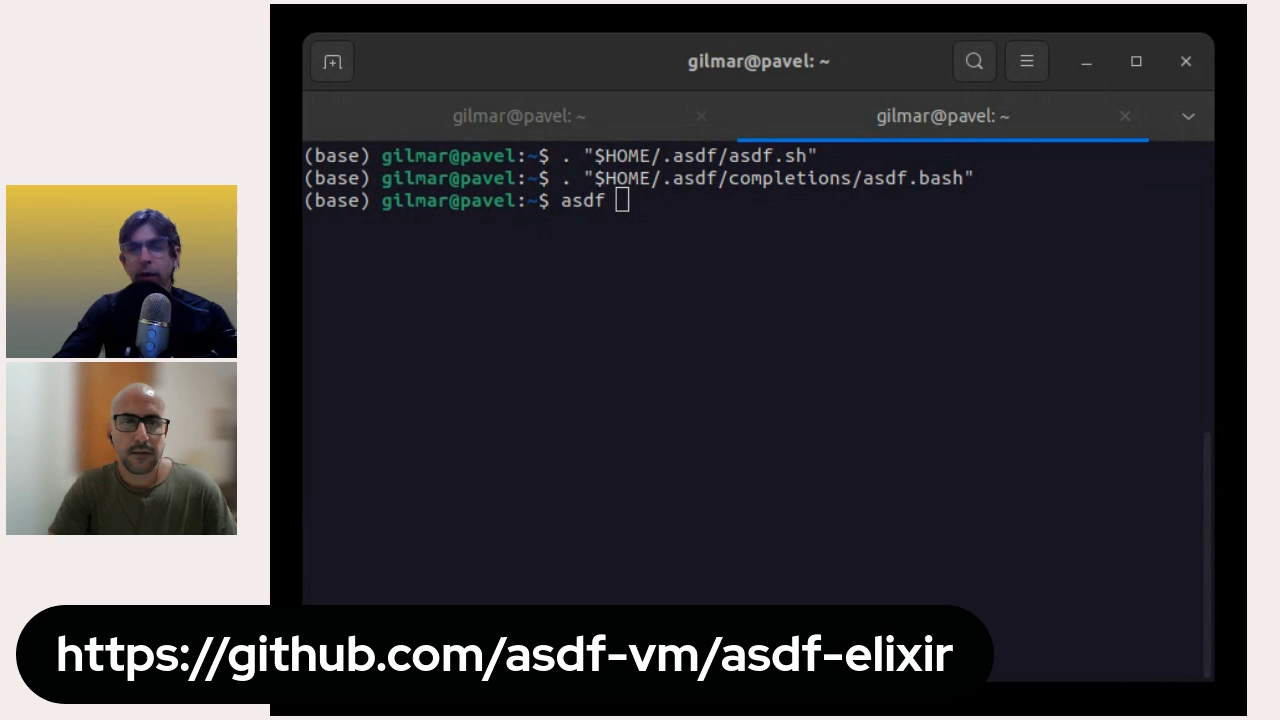 gilmar@pavel: ~
gilmar@pavel: ~
gilmar@pavel: ~
(base) gilmar@pavel:~$ . "$HOME/.asdf/asdf.sh"
(base) gilmar@pavel:~$ . "$HOME/.asdf/completions/asdf.bash"
(base) gilmar@pavel:~$ asdf
https://github.com/asdf-vm/asdf-elixir